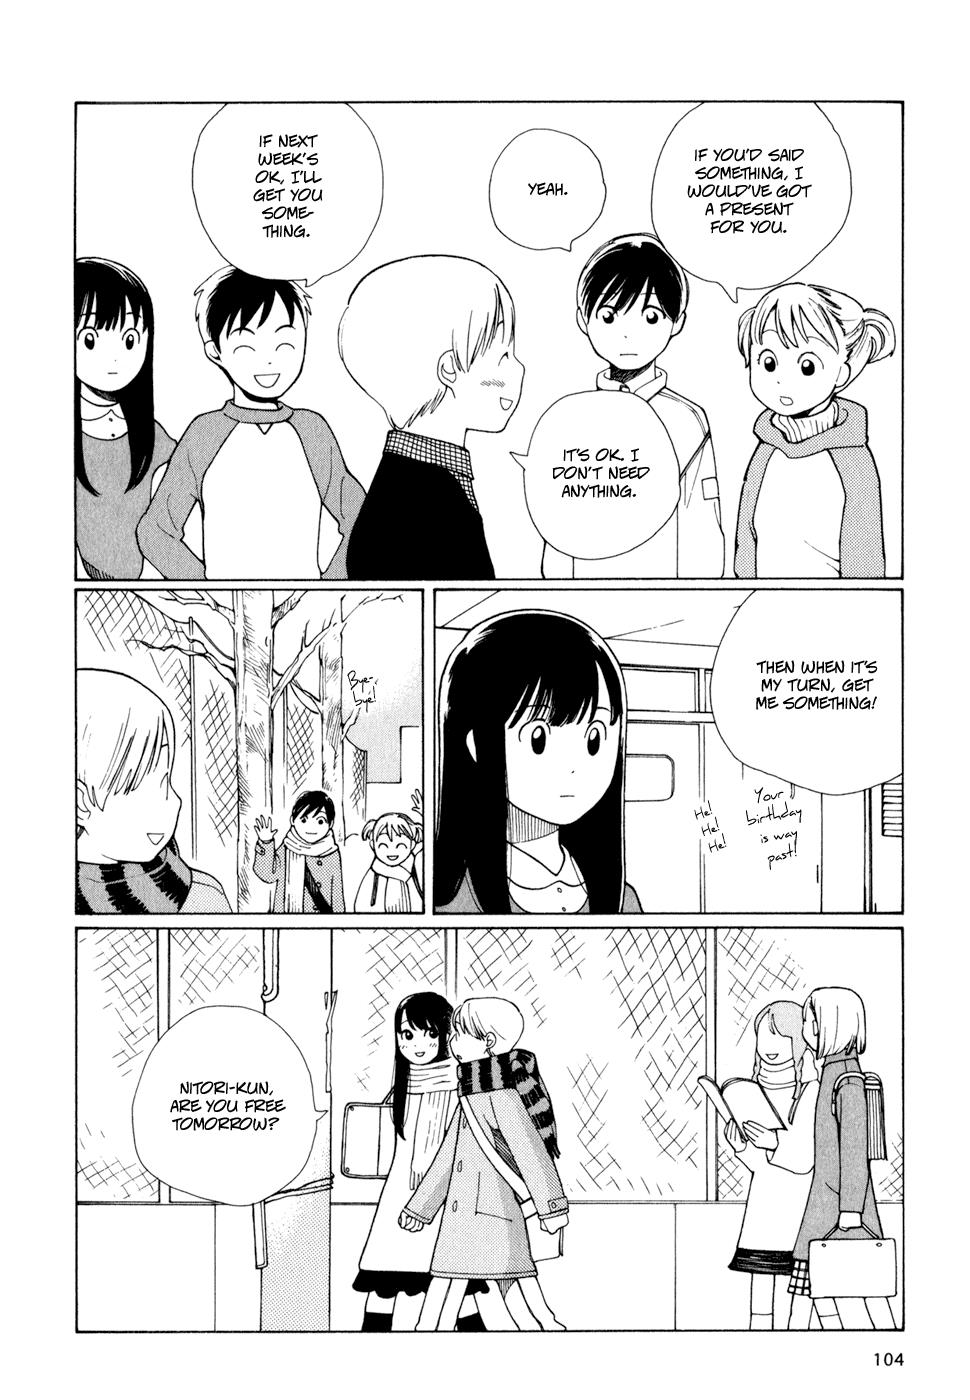 IF YOU'D SAID
SOMETHING, I
WOULD'VE GOT
A PRESENT
FOR YOU.
YEAH.
IF NEXT
WEEK'S
OK, I'LL
GET YOU
SOME-
THING.
IT'S OK. I
DON'T NEED
ANYTHING.
THEN WHEN IT'S
MY TURN, GET
ME SOMETHING!
Your
birthday
is way
past!
He!
He!
He!
Bye-
bye!
NITORI-KUN,
ARE YOU FREE
TOMORROW?
104